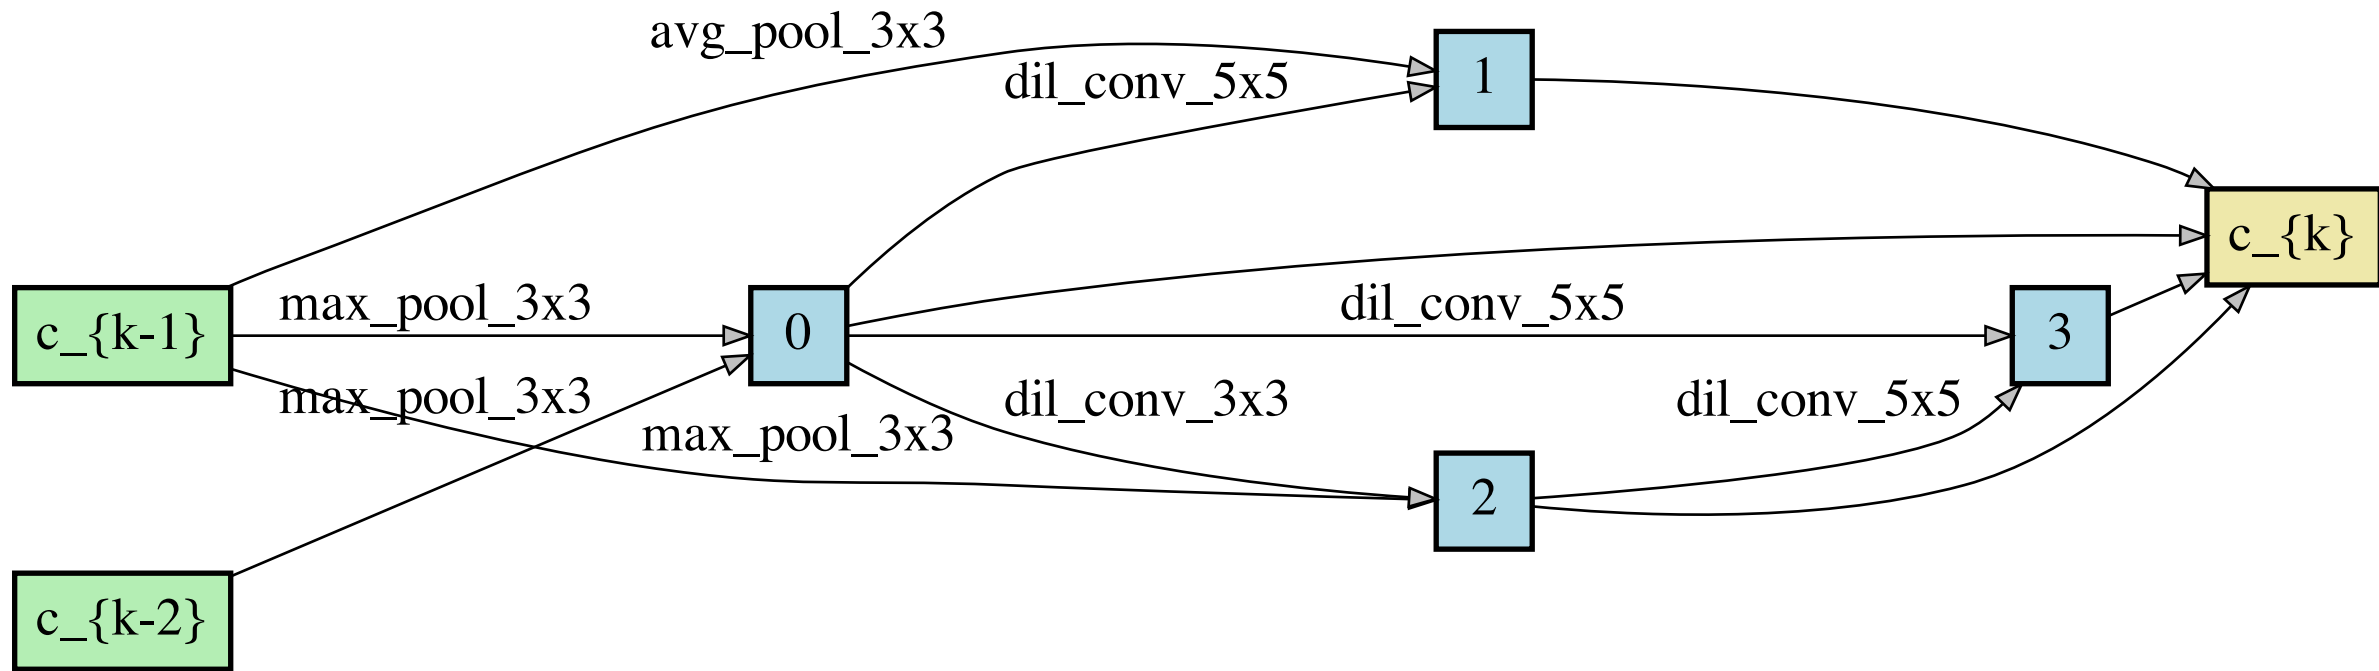 avg_pool_3x3
1
dil_conv_5x5
c_{k}
max_pool_3x3
dil_conv_5x5
c_{k-1}
0
3
max_pool_3x3
dil_conv_3x3
dil_conv_5x5
max_pool_3x3
2
c_{k-2}